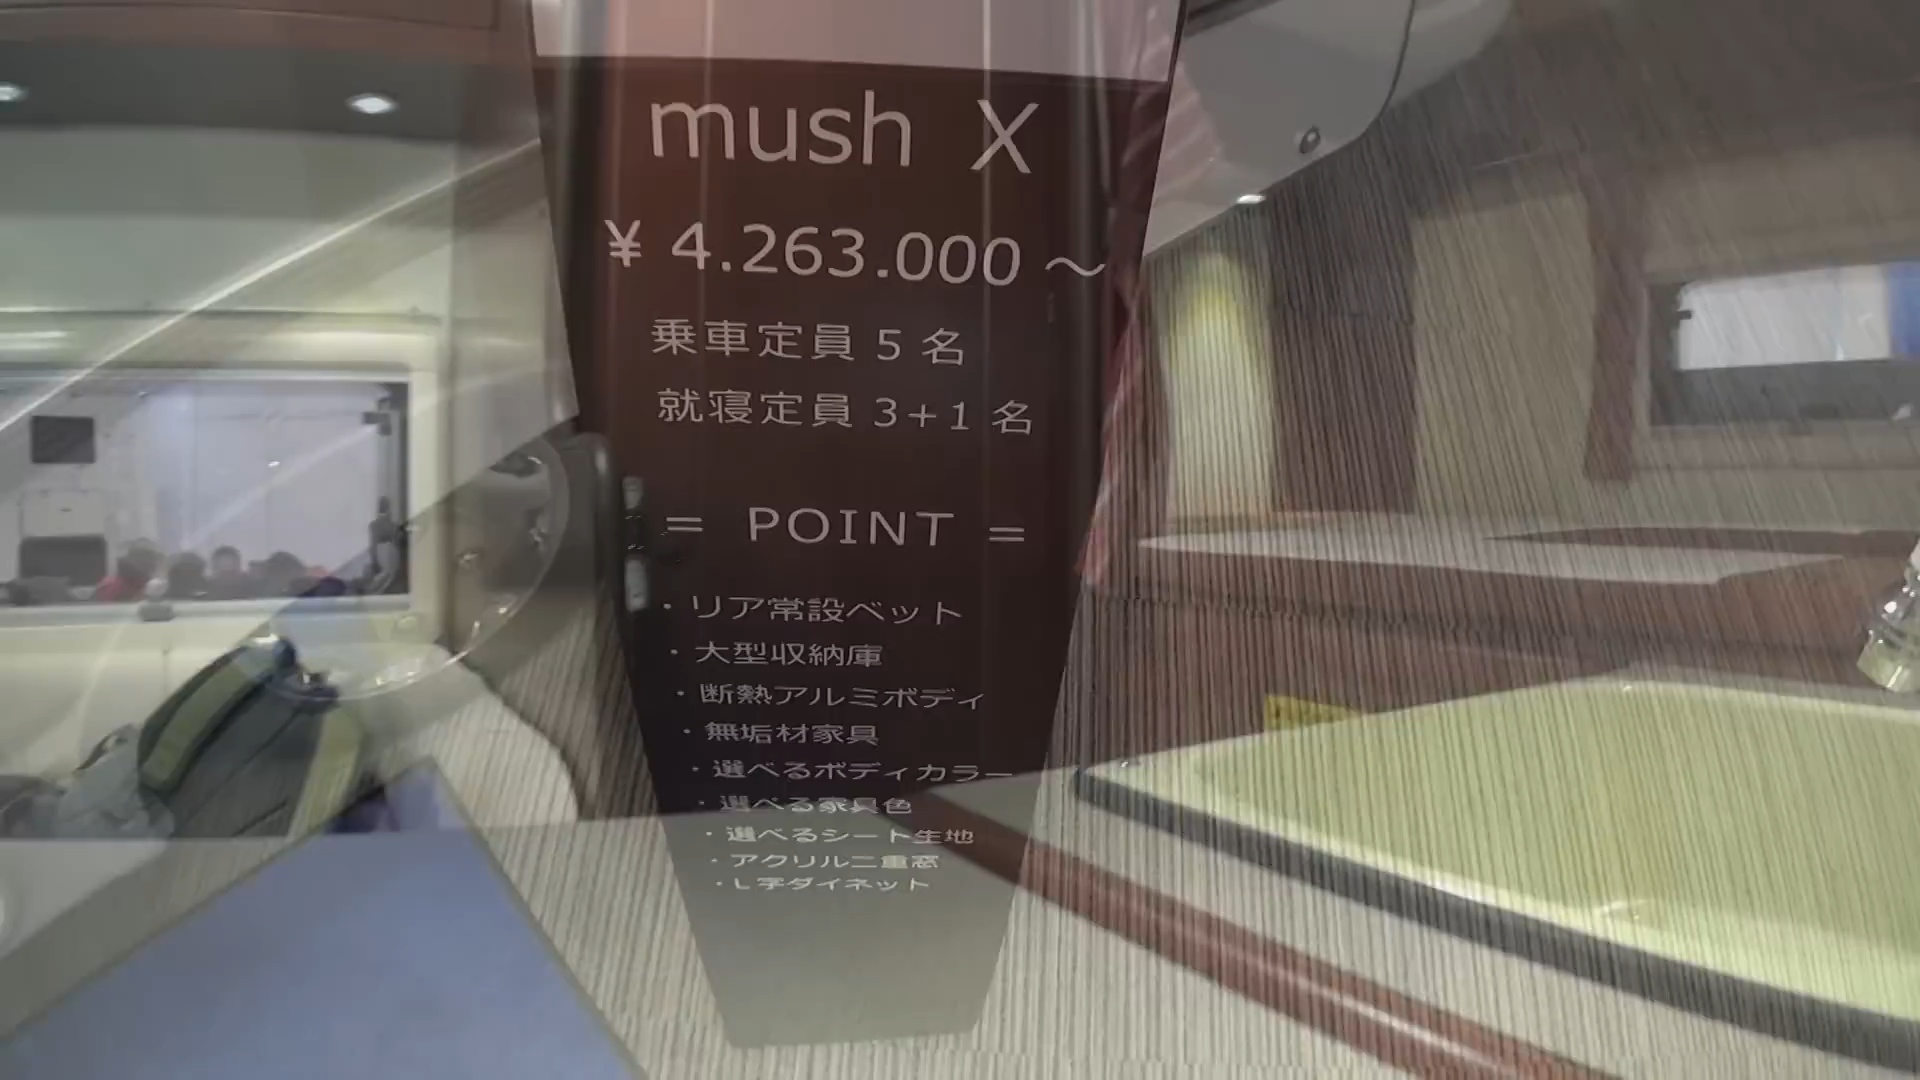 mush X
¥ 4.263.000 ～
乗車定員 5 名
就寝定員 3+1 名
= POINT =
・リア常設ベット
・大型収納庫
・断熱アルミボディ
・無垢材家具
・選べるボディカラー
・選べる家具色
・選べるシート生地
・アクリル二重窓
・L字ダイネット